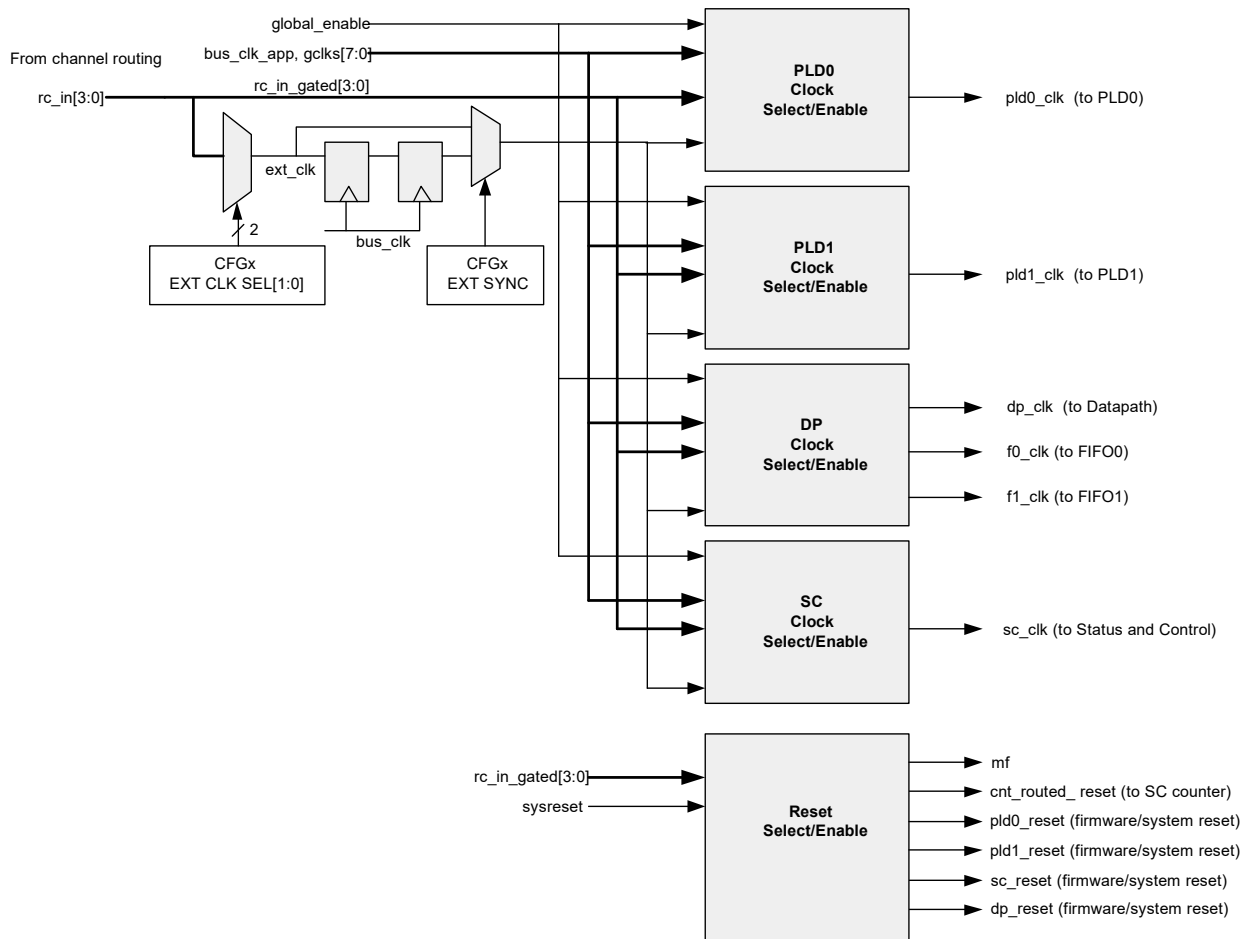 global_enable
bus_clk_app, gclks[7:0]
From channel routing
rc_in_gated[3:0]
rc_in[3:0]
ext_clk
bus_clk
2
CFGx
EXT CLK SEL[1:0]
CFGx
EXT SYNC
PLD0
Clock
Select/Enable
pld0_clk (to PLD0)
PLD1
Clock
Select/Enable
pld1_clk (to PLD1)
DP
Clock
Select/Enable
dp_clk (to Datapath)
f0_clk (to FIFO0)
f1_clk (to FIFO1)
SC
Clock
Select/Enable
sc_clk (to Status and Control)
rc_in_gated[3:0]
sysreset
Reset
Select/Enable
mf
cnt_routed_ reset (to SC counter)
pld0_reset (firmware/system reset)
pld1_reset (firmware/system reset)
sc_reset (firmware/system reset)
dp_reset (firmware/system reset)